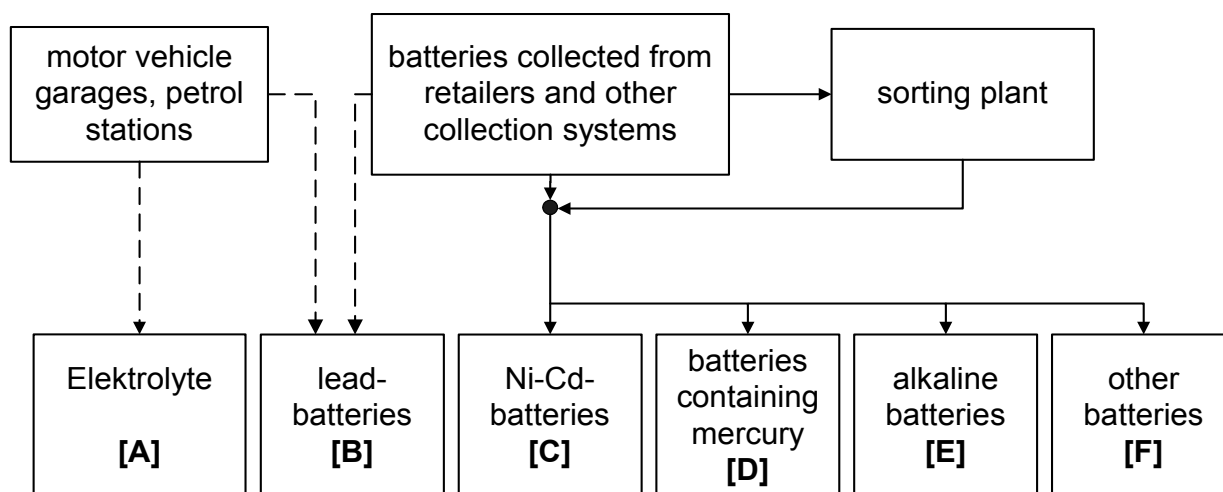 motor vehicle
garages, petrol
stations
batteries collected from
retailers and other
collection systems
sorting plant
Elektrolyte
[A]
lead-
batteries
[B]
Ni-Cd-
batteries
[C]
batteries
containing
mercury
[D]
alkaline
batteries
[E]
other
batteries
[F]